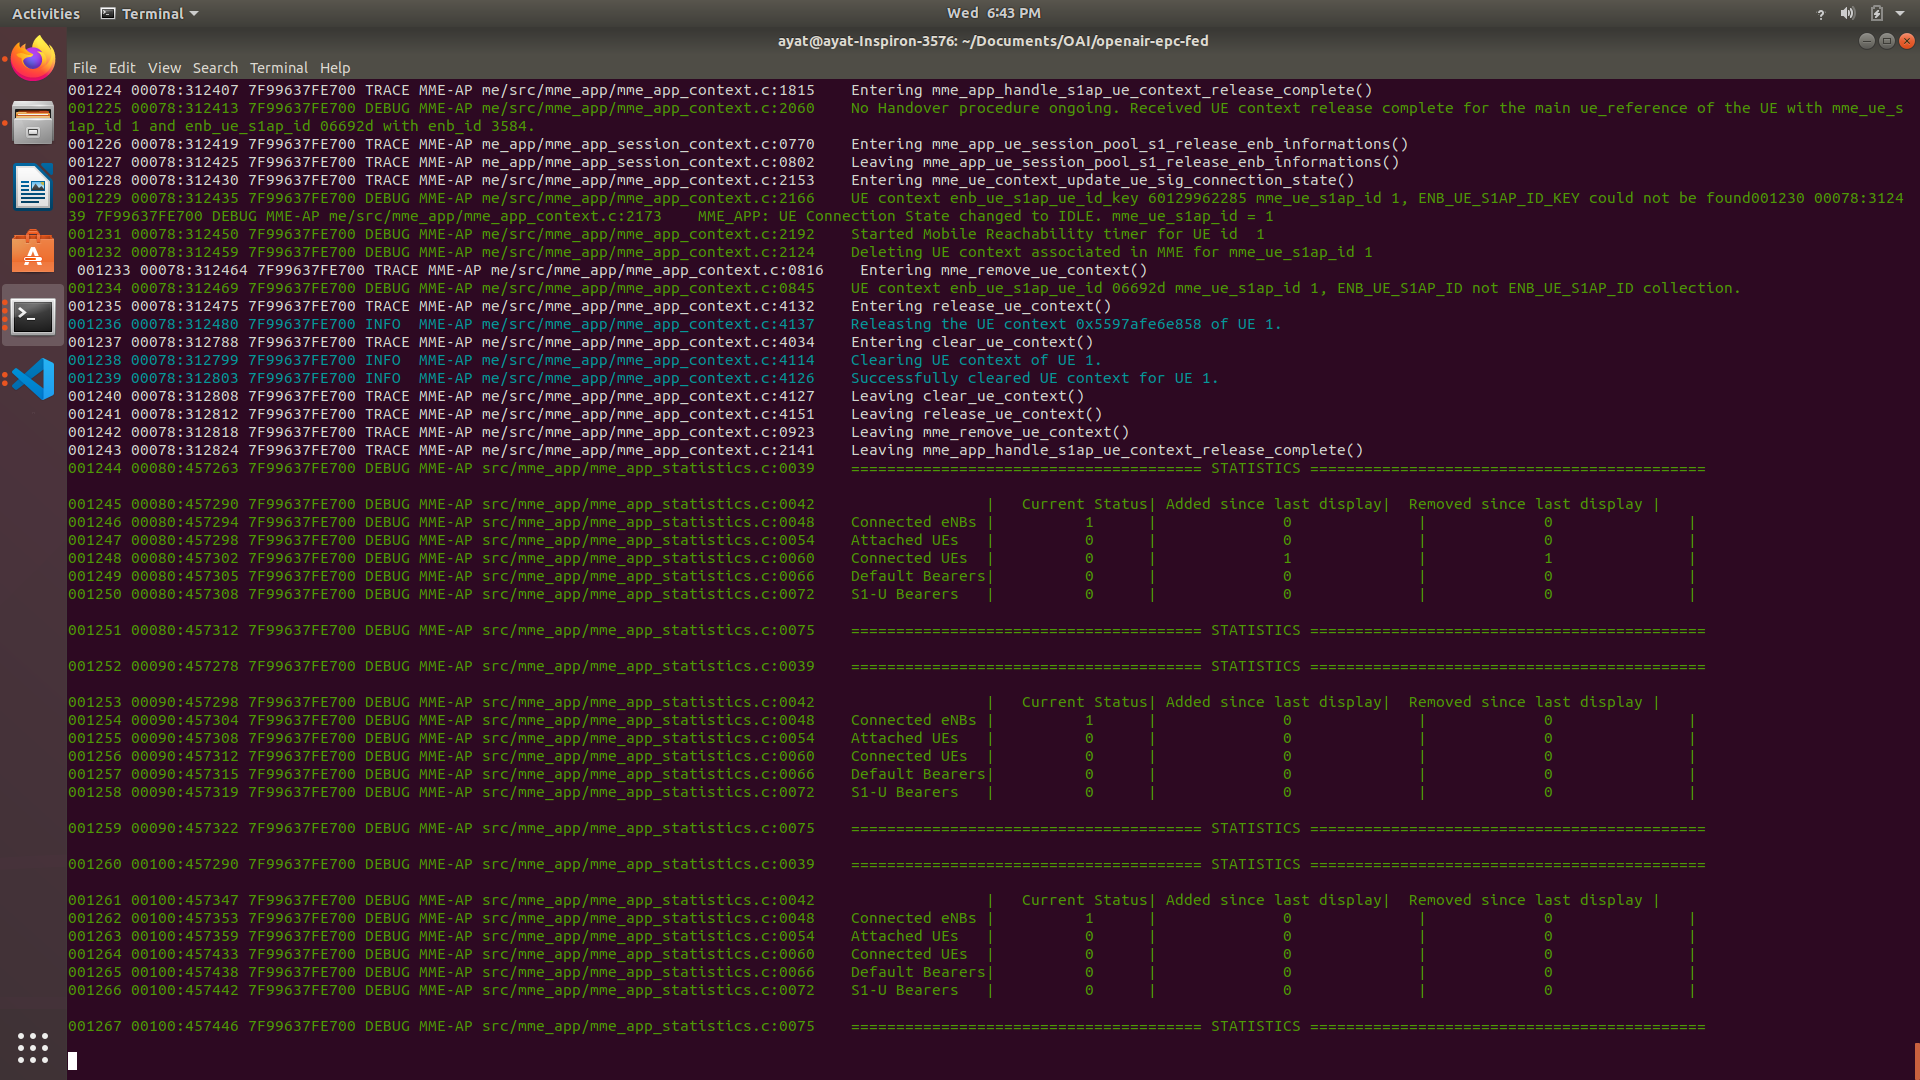 Activities Terminal Wed 6:43 PM ?
ayat@ayat-Inspiron-3576: ~/Documents/OAI/openair-epc-fed
File Edit View Search Terminal Help
001224 00078:312407 7F99637FE700 TRACE MME-AP me/src/mme_app/mme_app_context.c:1815    Entering mme_app_handle_s1ap_ue_context_release_complete()
001225 00078:312413 7F99637FE700 DEBUG MME-AP me/src/mme_app/mme_app_context.c:2060    No Handover procedure ongoing. Received UE context release complete for the main ue_reference of the UE with mme_ue_s
1ap_id 1 and enb_ue_s1ap_id 06692d with enb_id 3584.
001226 00078:312419 7F99637FE700 TRACE MME-AP me_app/mme_app_session_context.c:0770    Entering mme_app_ue_session_pool_s1_release_enb_informations()
001227 00078:312425 7F99637FE700 TRACE MME-AP me_app/mme_app_session_context.c:0802    Leaving mme_app_ue_session_pool_s1_release_enb_informations()
001228 00078:312430 7F99637FE700 TRACE MME-AP me/src/mme_app/mme_app_context.c:2153    Entering mme_ue_context_update_ue_sig_connection_state()
001229 00078:312435 7F99637FE700 DEBUG MME-AP me/src/mme_app/mme_app_context.c:2166    UE context enb_ue_s1ap_ue_id_key 60129962285 mme_ue_s1ap_id 1, ENB_UE_S1AP_ID_KEY could not be found001230 00078:3124
39 7F99637FE700 DEBUG MME-AP me/src/mme_app/mme_app_context.c:2173    MME_APP: UE Connection State changed to IDLE. mme_ue_s1ap_id = 1
001231 00078:312450 7F99637FE700 DEBUG MME-AP me/src/mme_app/mme_app_context.c:2192    Started Mobile Reachability timer for UE id  1
001232 00078:312459 7F99637FE700 DEBUG MME-AP me/src/mme_app/mme_app_context.c:2124    Deleting UE context associated in MME for mme_ue_s1ap_id 1
 001233 00078:312464 7F99637FE700 TRACE MME-AP me/src/mme_app/mme_app_context.c:0816    Entering mme_remove_ue_context()
001234 00078:312469 7F99637FE700 DEBUG MME-AP me/src/mme_app/mme_app_context.c:0845    UE context enb_ue_s1ap_ue_id 06692d mme_ue_s1ap_id 1, ENB_UE_S1AP_ID not ENB_UE_S1AP_ID collection.
001235 00078:312475 7F99637FE700 TRACE MME-AP me/src/mme_app/mme_app_context.c:4132    Entering release_ue_context()
001236 00078:312480 7F99637FE700 INFO  MME-AP me/src/mme_app/mme_app_context.c:4137    Releasing the UE context 0x5597afe6e858 of UE 1.
001237 00078:312788 7F99637FE700 TRACE MME-AP me/src/mme_app/mme_app_context.c:4034    Entering clear_ue_context()
001238 00078:312799 7F99637FE700 INFO  MME-AP me/src/mme_app/mme_app_context.c:4114    Clearing UE context of UE 1.
001239 00078:312803 7F99637FE700 INFO  MME-AP me/src/mme_app/mme_app_context.c:4126    Successfully cleared UE context for UE 1.
001240 00078:312808 7F99637FE700 TRACE MME-AP me/src/mme_app/mme_app_context.c:4127    Leaving clear_ue_context()
001241 00078:312812 7F99637FE700 TRACE MME-AP me/src/mme_app/mme_app_context.c:4151    Leaving release_ue_context()
001242 00078:312818 7F99637FE700 TRACE MME-AP me/src/mme_app/mme_app_context.c:0923    Leaving mme_remove_ue_context()
001243 00078:312824 7F99637FE700 TRACE MME-AP me/src/mme_app/mme_app_context.c:2141    Leaving mme_app_handle_s1ap_ue_context_release_complete()
001244 00080:457263 7F99637FE700 DEBUG MME-AP src/mme_app/mme_app_statistics.c:0039    ======================================= STATISTICS ============================================
001245 00080:457290 7F99637FE700 DEBUG MME-AP src/mme_app/mme_app_statistics.c:0042                   |   Current Status| Added since last display|  Removed since last display |
001246 00080:457294 7F99637FE700 DEBUG MME-AP src/mme_app/mme_app_statistics.c:0048    Connected eNBs |          1      |              0              |             0               |
001247 00080:457298 7F99637FE700 DEBUG MME-AP src/mme_app/mme_app_statistics.c:0054    Attached UEs   |          0      |              0              |             0               |
001248 00080:457302 7F99637FE700 DEBUG MME-AP src/mme_app/mme_app_statistics.c:0060    Connected UEs  |          0      |              1              |             1               |
001249 00080:457305 7F99637FE700 DEBUG MME-AP src/mme_app/mme_app_statistics.c:0066    Default Bearers|          0      |              0              |             0               |
001250 00080:457308 7F99637FE700 DEBUG MME-AP src/mme_app/mme_app_statistics.c:0072    S1-U Bearers   |          0      |              0              |             0               |
001251 00080:457312 7F99637FE700 DEBUG MME-AP src/mme_app/mme_app_statistics.c:0075    ======================================= STATISTICS ============================================
001252 00090:457278 7F99637FE700 DEBUG MME-AP src/mme_app/mme_app_statistics.c:0039    ======================================= STATISTICS ============================================
001253 00090:457298 7F99637FE700 DEBUG MME-AP src/mme_app/mme_app_statistics.c:0042                   |   Current Status| Added since last display|  Removed since last display |
001254 00090:457304 7F99637FE700 DEBUG MME-AP src/mme_app/mme_app_statistics.c:0048    Connected eNBs |          1      |              0              |             0               |
001255 00090:457308 7F99637FE700 DEBUG MME-AP src/mme_app/mme_app_statistics.c:0054    Attached UEs   |          0      |              0              |             0               |
001256 00090:457312 7F99637FE700 DEBUG MME-AP src/mme_app/mme_app_statistics.c:0060    Connected UEs  |          0      |              0              |             0               |
001257 00090:457315 7F99637FE700 DEBUG MME-AP src/mme_app/mme_app_statistics.c:0066    Default Bearers|          0      |              0              |             0               |
001258 00090:457319 7F99637FE700 DEBUG MME-AP src/mme_app/mme_app_statistics.c:0072    S1-U Bearers   |          0      |              0              |             0               |
001259 00090:457322 7F99637FE700 DEBUG MME-AP src/mme_app/mme_app_statistics.c:0075    ======================================= STATISTICS ============================================
001260 00100:457290 7F99637FE700 DEBUG MME-AP src/mme_app/mme_app_statistics.c:0039    ======================================= STATISTICS ============================================
001261 00100:457347 7F99637FE700 DEBUG MME-AP src/mme_app/mme_app_statistics.c:0042                   |   Current Status| Added since last display|  Removed since last display |
001262 00100:457353 7F99637FE700 DEBUG MME-AP src/mme_app/mme_app_statistics.c:0048    Connected eNBs |          1      |              0              |             0               |
001263 00100:457359 7F99637FE700 DEBUG MME-AP src/mme_app/mme_app_statistics.c:0054    Attached UEs   |          0      |              0              |             0               |
001264 00100:457433 7F99637FE700 DEBUG MME-AP src/mme_app/mme_app_statistics.c:0060    Connected UEs  |          0      |              0              |             0               |
001265 00100:457438 7F99637FE700 DEBUG MME-AP src/mme_app/mme_app_statistics.c:0066    Default Bearers|          0      |              0              |             0               |
001266 00100:457442 7F99637FE700 DEBUG MME-AP src/mme_app/mme_app_statistics.c:0072    S1-U Bearers   |          0      |              0              |             0               |
001267 00100:457446 7F99637FE700 DEBUG MME-AP src/mme_app/mme_app_statistics.c:0075    ======================================= STATISTICS ============================================